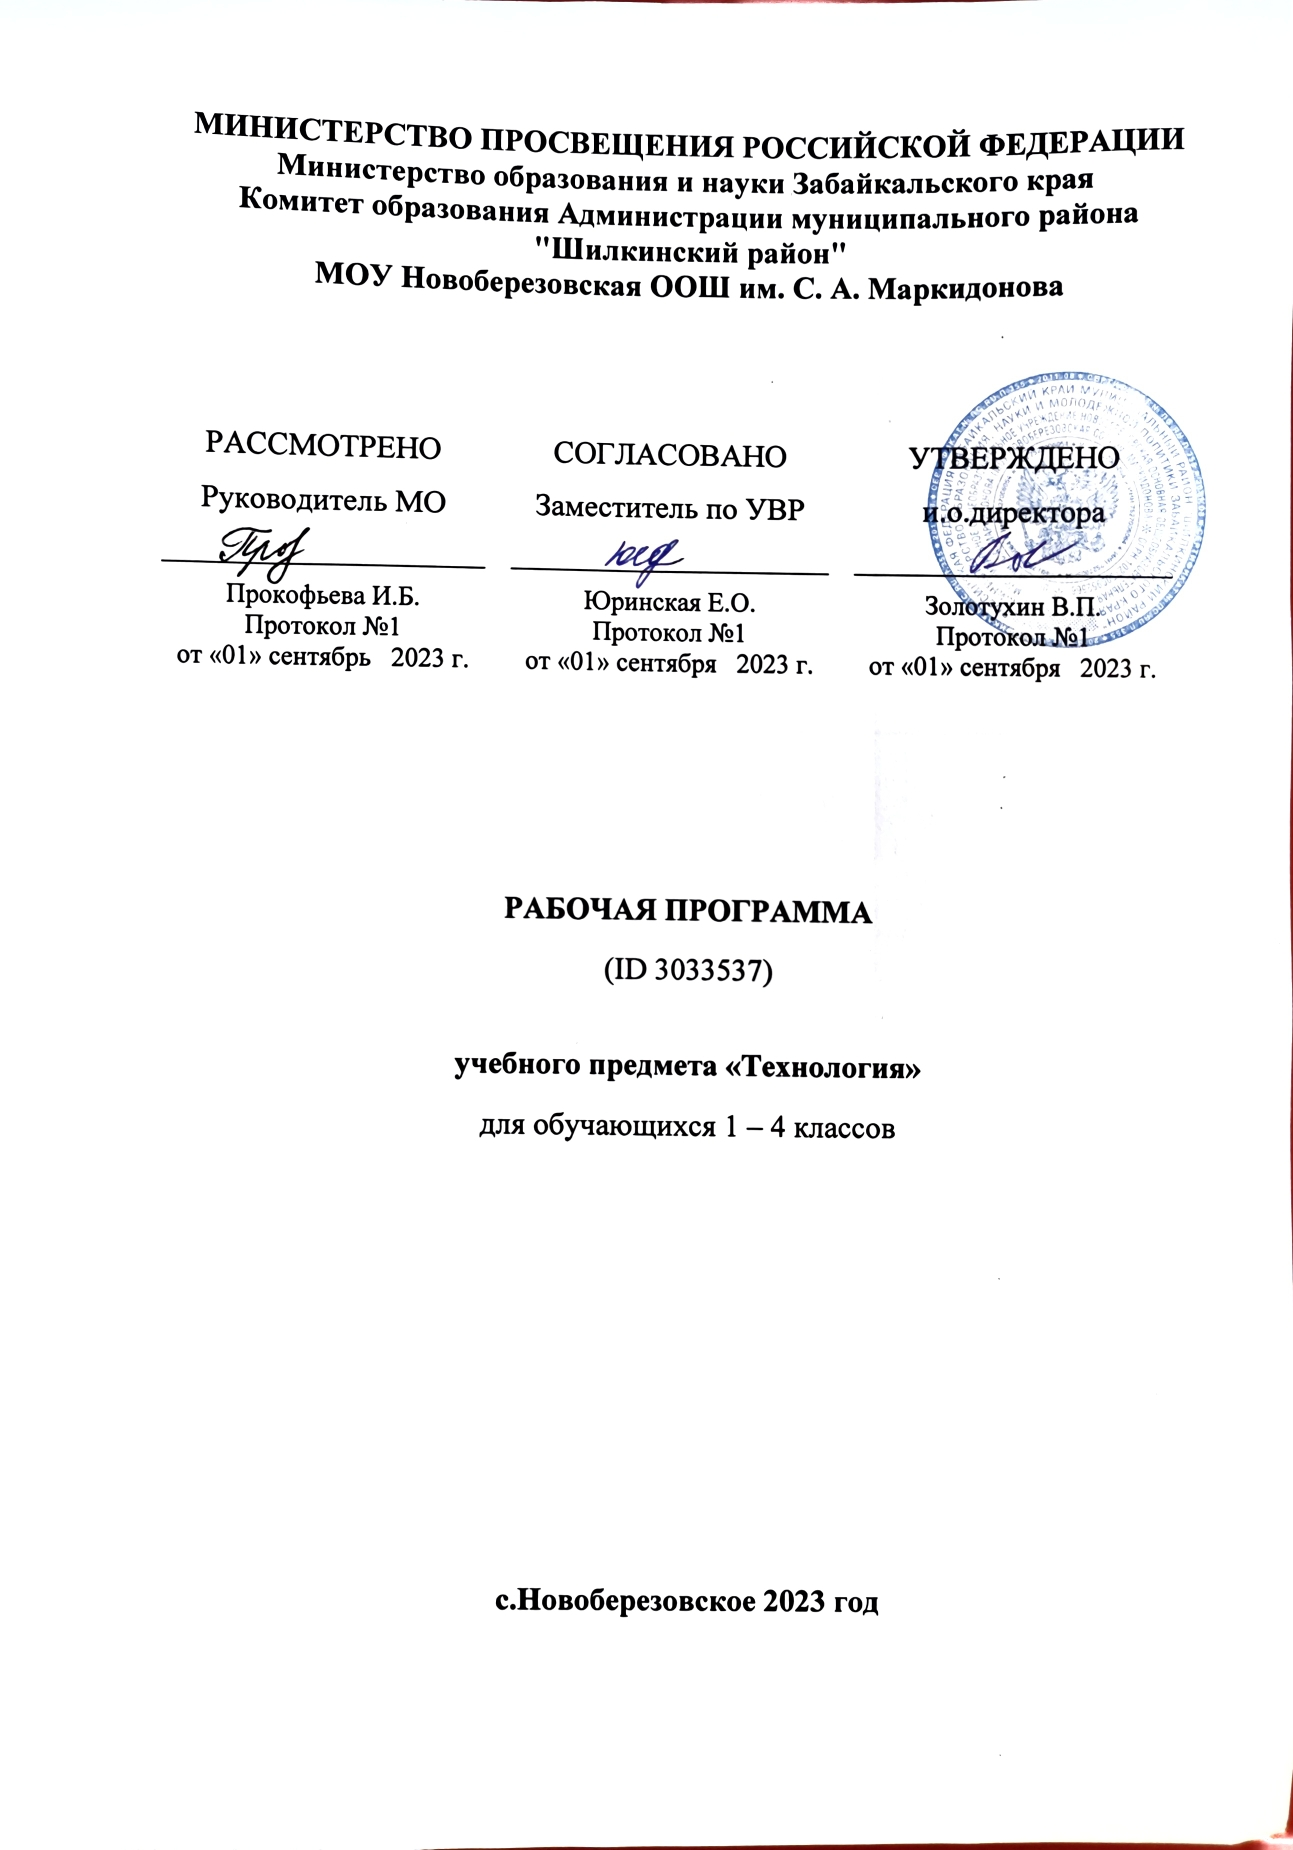 МИНИСТЕРСТВО ПРОСВЕЩЕНИЯ РОССИЙСКОЙ ФЕДЕРАЦИИ
Министерство образования и науки Забайкальского края
Комитет образования Администрации муниципального района
"Шилкинский район"
МОУ Новоберезовская ООШ им. С. А. Маркидонова
РАССМОТРЕНО
Руководитель МО
Прокофьева И.Б.
Протокол №1
от «01» сентябрь 2023 г.
СОГЛАСОВАНО
Заместитель по УВР
Юринская Е.О.
Протокол №1
от «01» сентября 2023 г.
УТВЕРЖДЕНО
и.о.директора
Золотухин В.П.
Протокол №1
от «01» сентября 2023 г.
РАБОЧАЯ ПРОГРАММА
(ID 3033537)
учебного предмета «Технология»
для обучающихся 1 – 4 классов
с.Новоберезовское 2023 год